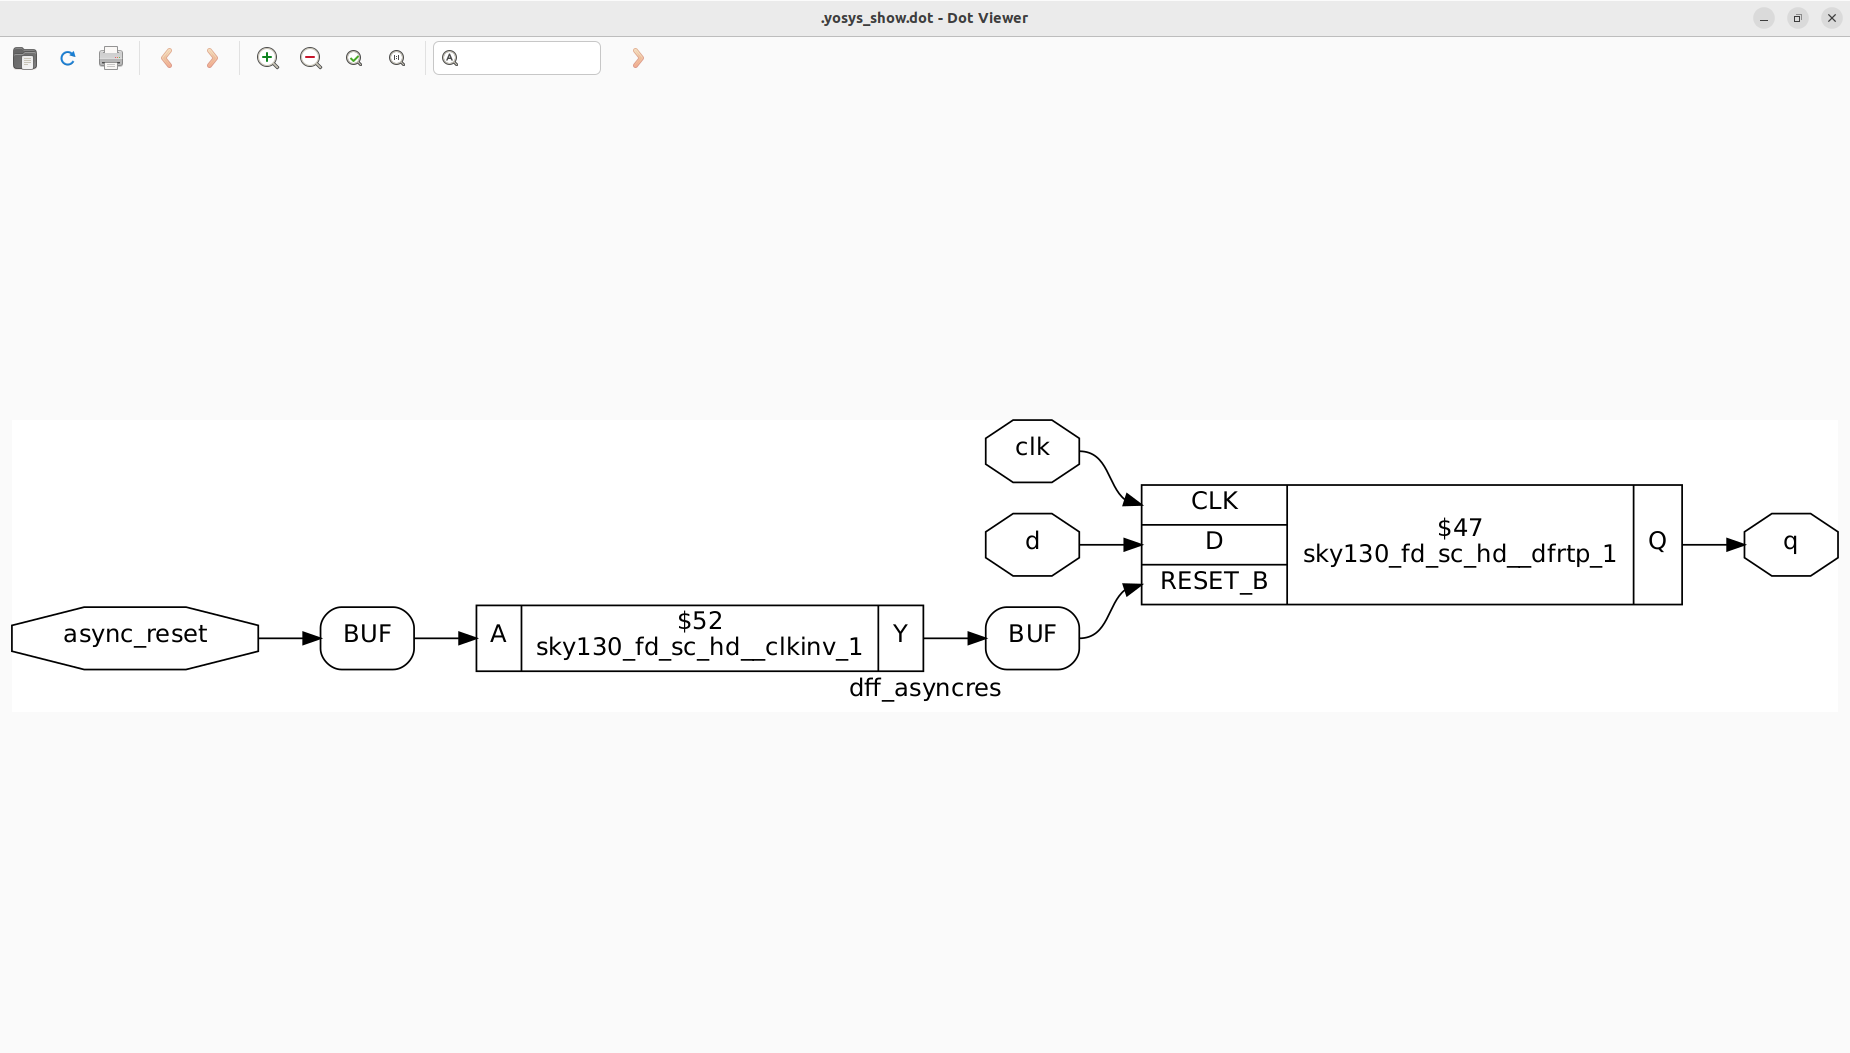 .yosys_show.dot - Dot Viewer
clk
CLK
d
D
$47
sky130_fd_sc_hd__dfrtp_1
Q
q
RESET_B
async_reset
BUF
A
$52
sky130_fd_sc_hd__clkinv_1
Y
BUF
dff_asyncres